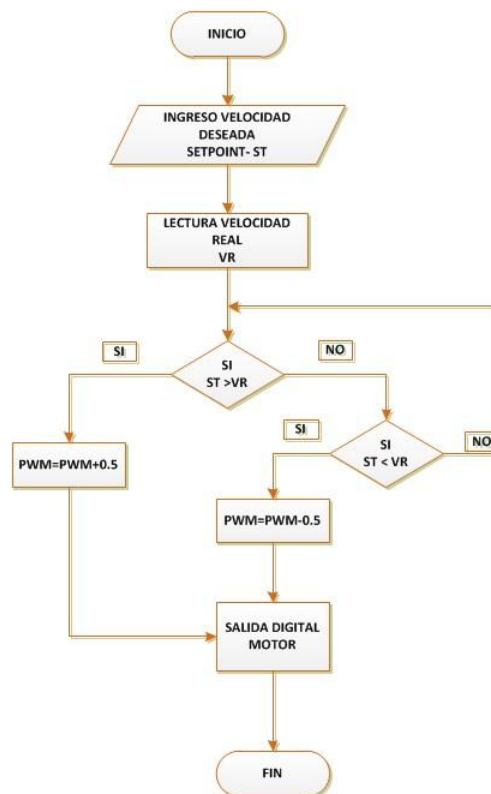 INICIO
INGRESO VELOCIDAD
DESEADA
SETPOINT- ST
LECTURA VELOCIDAD
REAL
VR
SI
NO
SI
ST >VR
SI
NO
SI
ST < VR
PWM=PWM+0.5
PWM=PWM-0.5
SALIDA DIGITAL
MOTOR
FIN